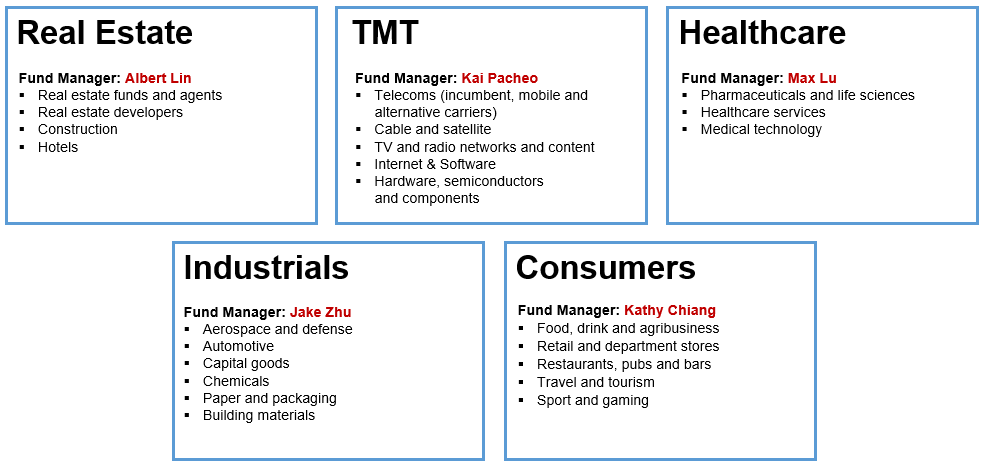 Real Estate
Fund Manager: Albert Lin
▪ Real estate funds and agents
▪ Real estate developers
▪ Construction
▪ Hotels
TMT
Fund Manager: Kai Pacheo
▪ Telecoms (incumbent, mobile and
alternative carriers)
▪ Cable and satellite
▪ TV and radio networks and content
▪ Internet & Software
▪ Hardware, semiconductors
and components
Healthcare
Fund Manager: Max Lu
▪ Pharmaceuticals and life sciences
▪ Healthcare services
▪ Medical technology
Industrials
Fund Manager: Jake Zhu
▪ Aerospace and defense
▪ Automotive
▪ Capital goods
▪ Chemicals
▪ Paper and packaging
▪ Building materials
Consumers
Fund Manager: Kathy Chiang
▪ Food, drink and agribusiness
▪ Retail and department stores
▪ Restaurants, pubs and bars
▪ Travel and tourism
▪ Sport and gaming